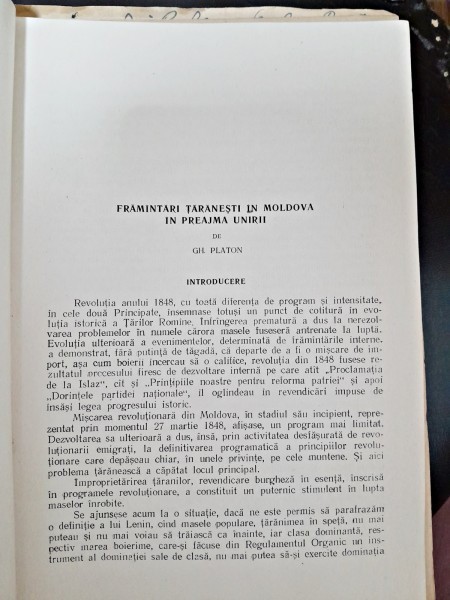 FRĂMÎNTĂRI ȚĂRĂNEȘTI ÎN MOLDOVA
ÎN PREAJMA UNIRII
DE
GH. PLATON
INTRODUCERE
Revoluția anului 1848, cu toată diferența de program și intensitate,
în cele două Principate, însemnase totuși un punct de cotitură în evo-
luția istorică a Țărilor Romîne. Înfrîngerea prematură a dus la nerezol-
varea problemelor în numele cărora masele fuseseră antrenate la luptă.
Evoluția ulterioară a evenimentelor, determinată de frămîntările interne,
a demonstrat, fără putință de tăgadă, că departe de a fi o mișcare de im-
port, așa cum boierii încercau să o califice, revoluția din 1848 fusese re-
zultatul procesului firesc de dezvoltare internă pe care atît „Proclamația
de la Islaz", cît și „Prințipiile noastre pentru reforma patriei" și apoi
„Dorințele partidei naționale", îl oglindeau în revendicări impuse de
însăși legea progresului istoric.
Mișcarea revoluționară din Moldova, în stadiul său incipient, repre-
zentat prin momentul 27 martie 1848, afișase, un program mai limitat.
Dezvoltarea sa ulterioară a dus, însă, prin activitatea desfășurată de revo-
luționarii emigrați, la definitivarea programatică a principiilor revolu-
ționare care depășeau chiar, în unele privințe, pe cele muntene. Și aici
problema țărănească a căpătat locul principal.
Împroprietărirea țăranilor, revendicare burgheză în esență, înscrisă
în programele revoluționare, a constituit un puternic stimulent în lupta
maselor înrobite.
Se ajunsese acum la o situație, dacă ne este permis să parafrazăm
o definiție a lui Lenin, cînd masele populare, țărănimea în speță, nu mai
puteau și nu mai voiau să trăiască ca înainte, iar clasa dominantă, res-
pectiv marea boierime, care-și făcuse din Regulamentul Organic un ins-
trument al dominației sale de clasă, nu mai putea să-și exercite dominația